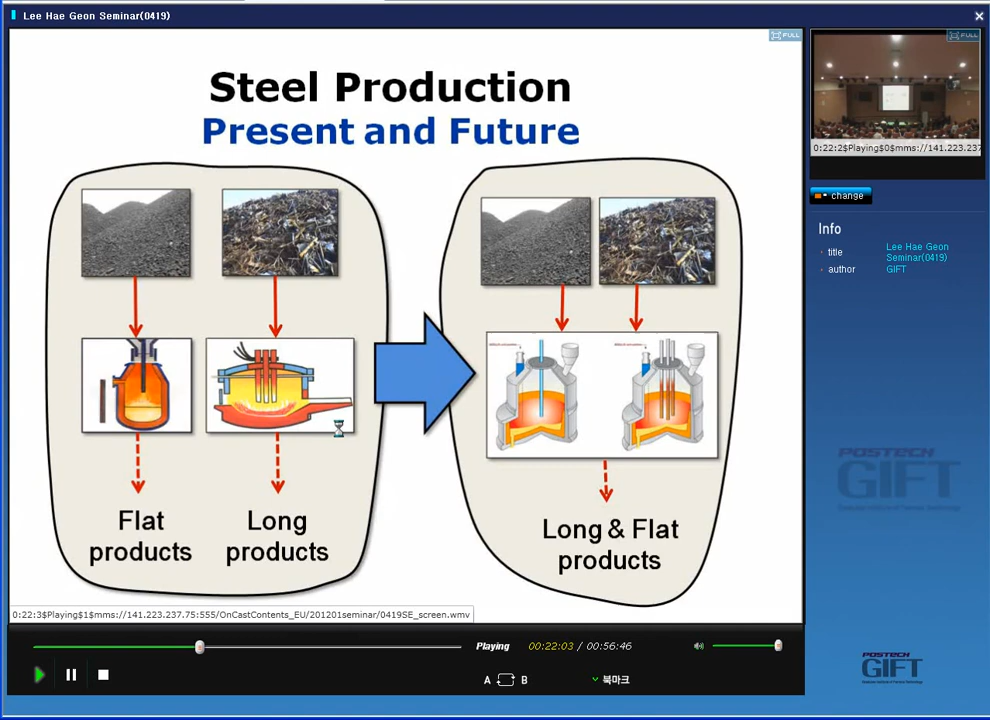 Lee Hae Geon Seminar(0419)
FULL
Steel Production
Present and Future
Flat
products
Long
products
Long & Flat
products
0:22:3$Playing$1$mms://141.223.237.75:555/OnCastContents_EU/201201seminar/0419SE_screen.wmv
Playing 00:22:03 / 00:56:46
A B
북마크
FULL
0:22:2$Playing$0$mms://141.223.237
change
Info
title Lee Hae Geon
Seminar(0419)
author GIFT
POSTECH
GIFT
POSTECH
GIFT